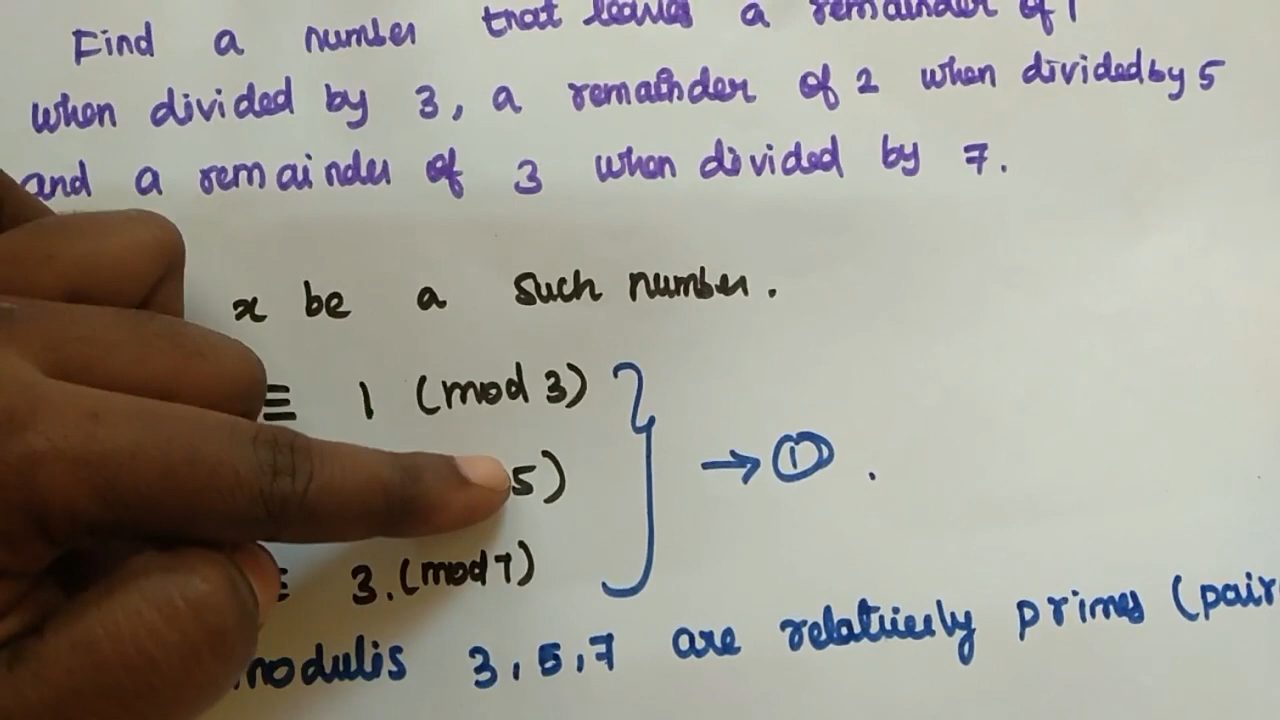 Find a number that leaves a remainder of 1
when divided by 3, a remainder of 2 when divided by 5
and a remainder of 3 when divided by 7.
x be a such number.
≡ 1 (mod 3)
5)
→ ①.
≡ 3. (mod 7)
modulis 3, 5, 7 are relatively primes (pair